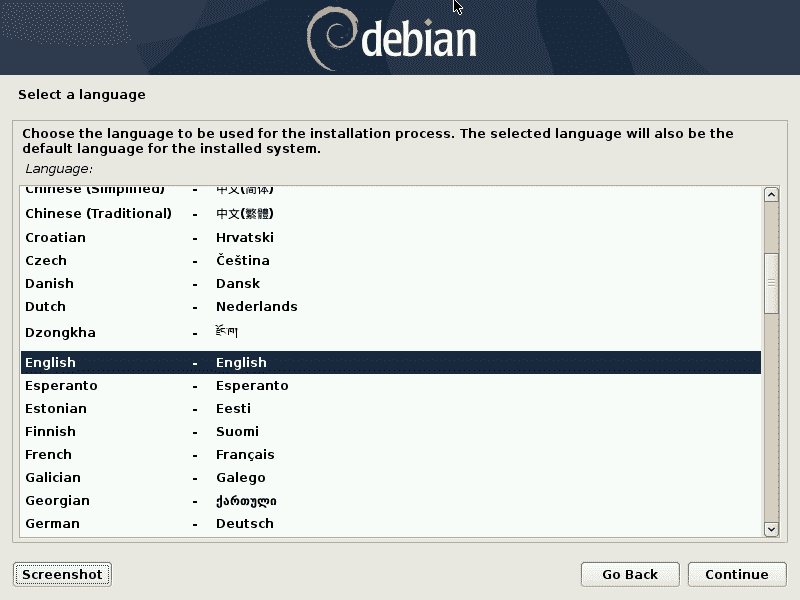 debian
Select a language
Choose the language to be used for the installation process. The selected language will also be the
default language for the installed system.
Language:
Chinese (Simplified) - 中文(简体)
Chinese (Traditional) - 中文(繁體)
Croatian - Hrvatski
Czech - Čeština
Danish - Dansk
Dutch - Nederlands
Dzongkha - རྫོང་ཁ།
English - English
Esperanto - Esperanto
Estonian - Eesti
Finnish - Suomi
French - Français
Galician - Galego
Georgian - ქართული
German - Deutsch
Screenshot Go Back Continue